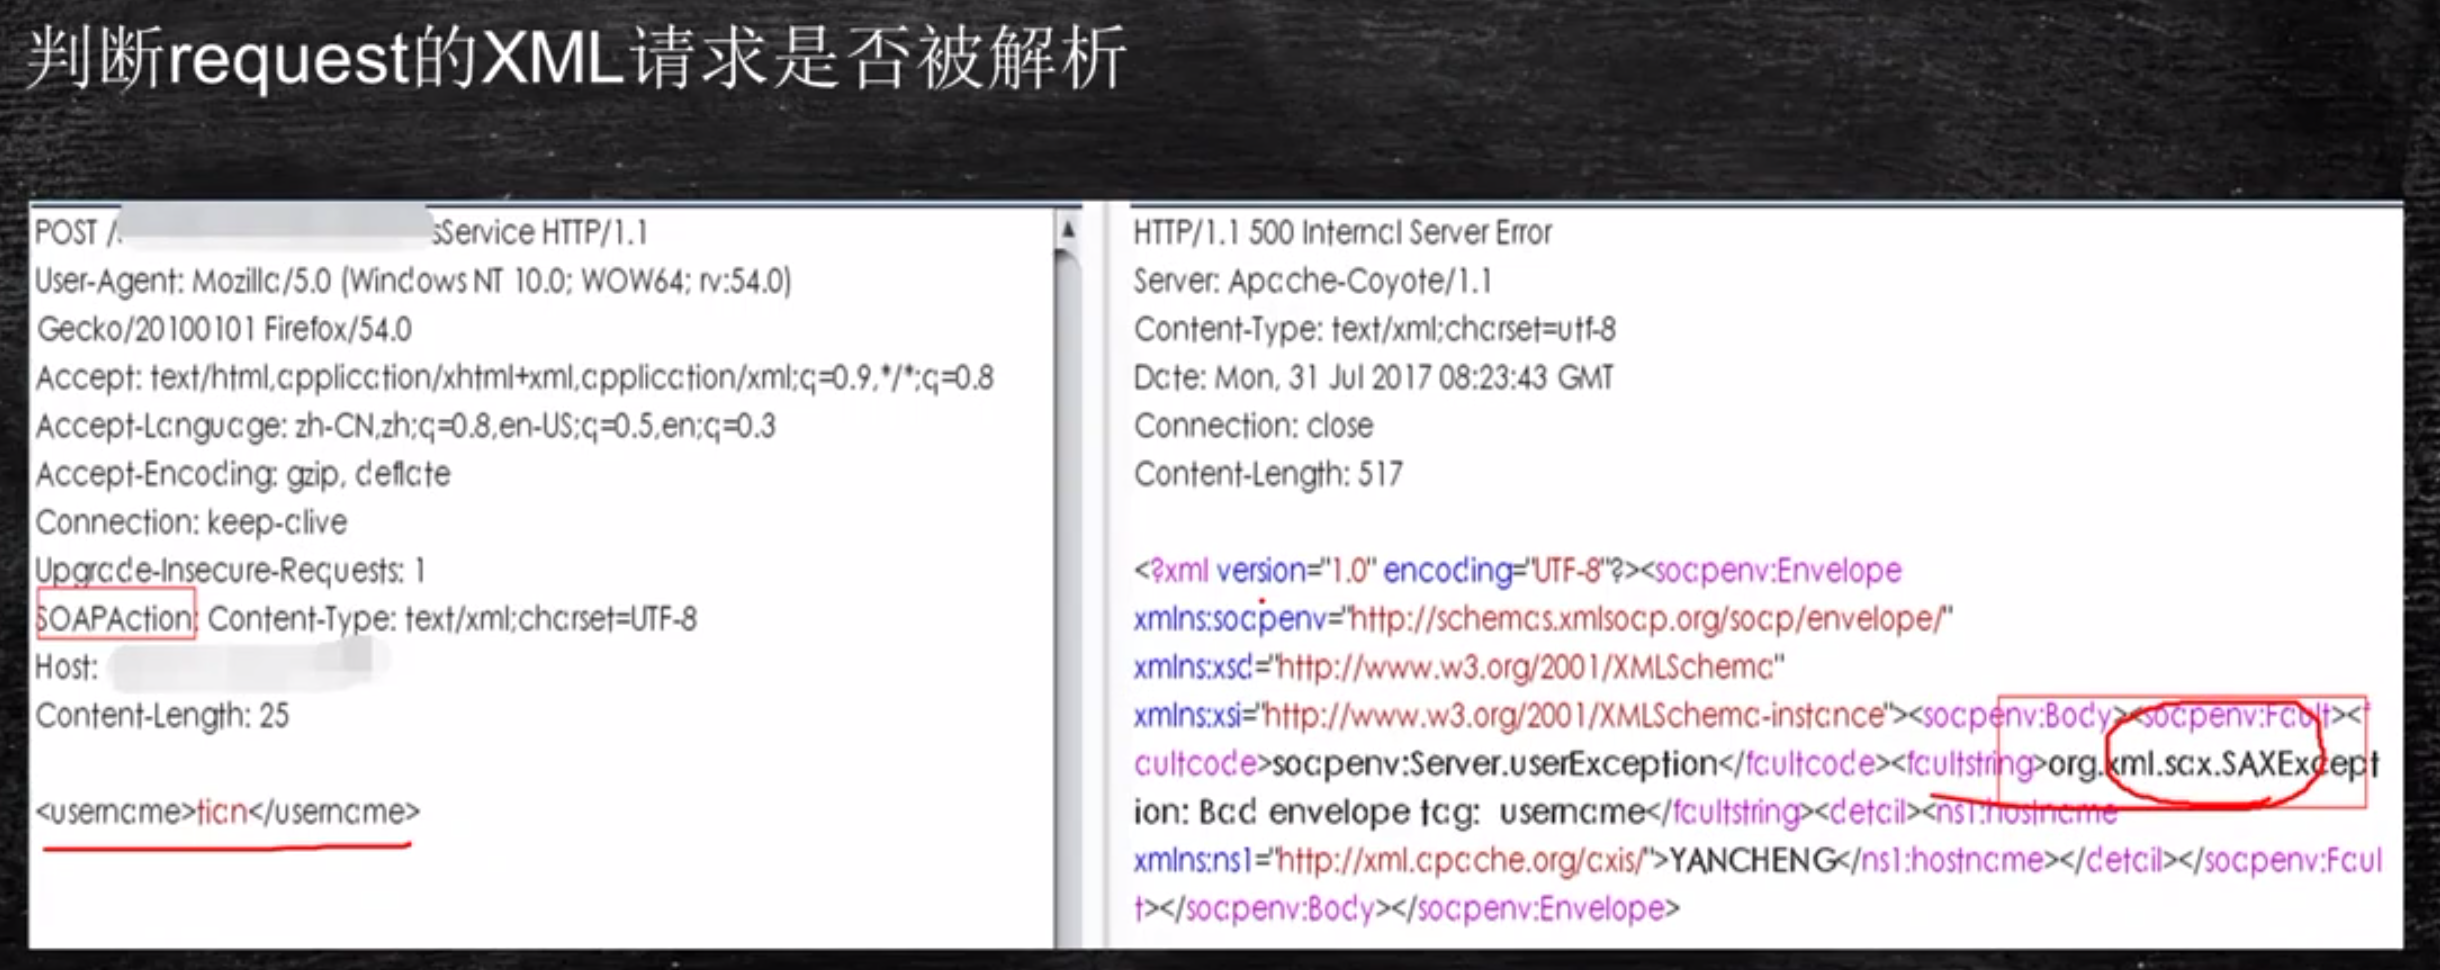 判断request的XML请求是否被解析
POST /. sService HTTP/1.1
User-Agent: Mozilla/5.0 (Windows NT 10.0; WOW64; rv:54.0)
Gecko/20100101 Firefox/54.0
Accept: text/html,application/xhtml+xml,application/xml;q=0.9,*/*;q=0.8
Accept-Language: zh-CN,zh;q=0.8,en-US;q=0.5,en;q=0.3
Accept-Encoding: gzip, deflate
Connection: keep-alive
Upgrade-Insecure-Requests: 1
SOAPAction: Content-Type: text/xml;charset=UTF-8
Host:
Content-Length: 25
<username>tian</username>
HTTP/1.1 500 Internal Server Error
Server: Apache-Coyote/1.1
Content-Type: text/xml;charset=utf-8
Date: Mon, 31 Jul 2017 08:23:43 GMT
Connection: close
Content-Length: 517
<?xml version="1.0" encoding="UTF-8"?><soapenv:Envelope
xmlns:soapenv="http://schemas.xmlsoap.org/soap/envelope/"
xmlns:xsd="http://www.w3.org/2001/XMLSchema"
xmlns:xsi="http://www.w3.org/2001/XMLSchema-instance"><soapenv:Body><soapenv:Fault><f
aultcode>soapenv:Server.userException</faultcode><faultstring>org.xml.sax.SAXExcept
ion: Bad envelope tag:  username</faultstring><detail><ns1:hostname
xmlns:ns1="http://xml.apache.org/axis/">YANCHENG</ns1:hostname></detail></soapenv:Faul
t></soapenv:Body></soapenv:Envelope>